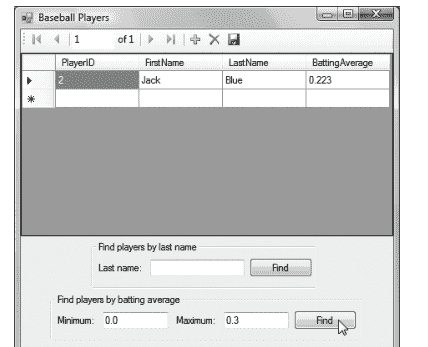 Baseball Players
1 of 1
PlayerID FirstName LastName BattingAverage
2 Jack Blue 0.223
Find players by last name
Last name: Find
Find players by batting average
Minimum: 0.0 Maximum: 0.3 Find